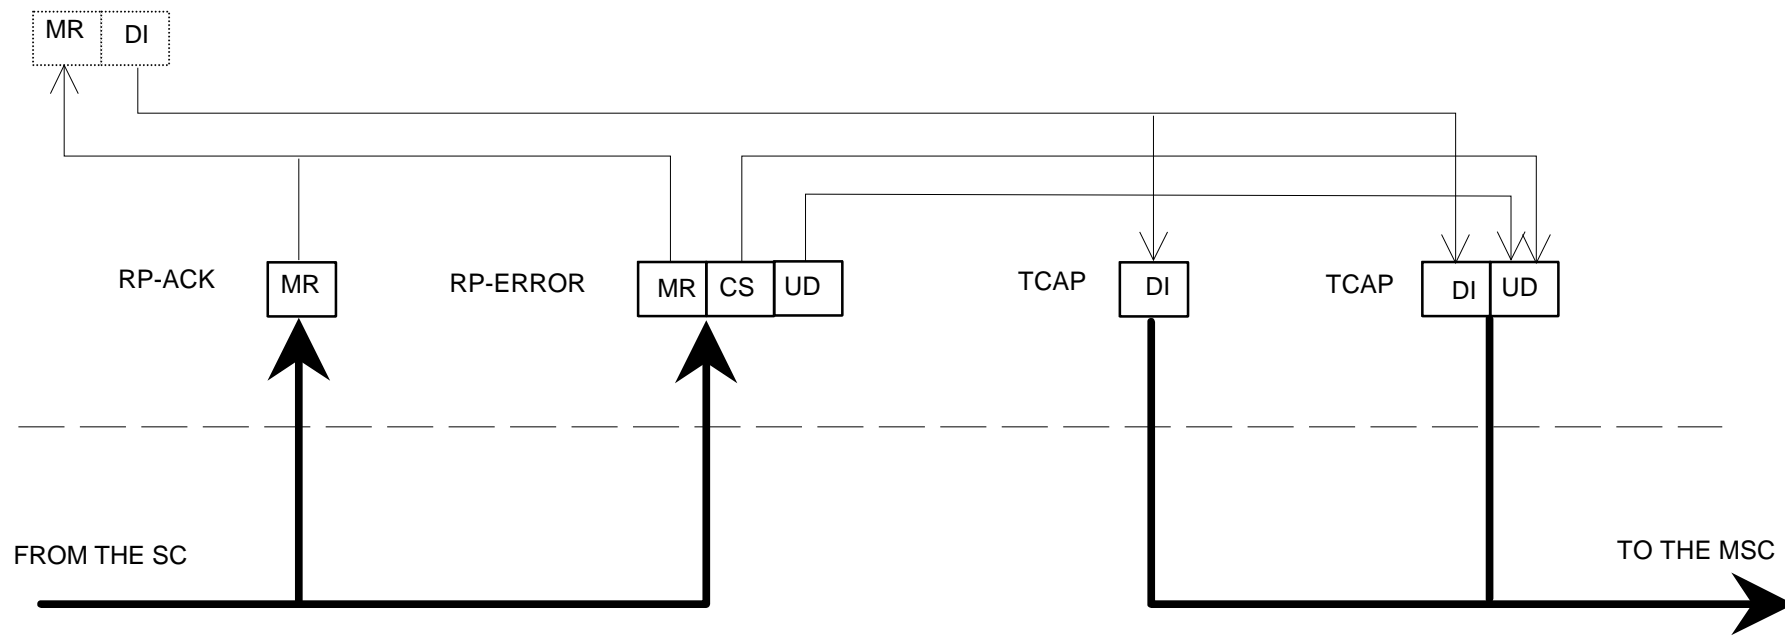 MR DI
RP-ACK MR RP-ERROR MR CS UD TCAP DI TCAP DI UD
FROM THE SC TO THE MSC